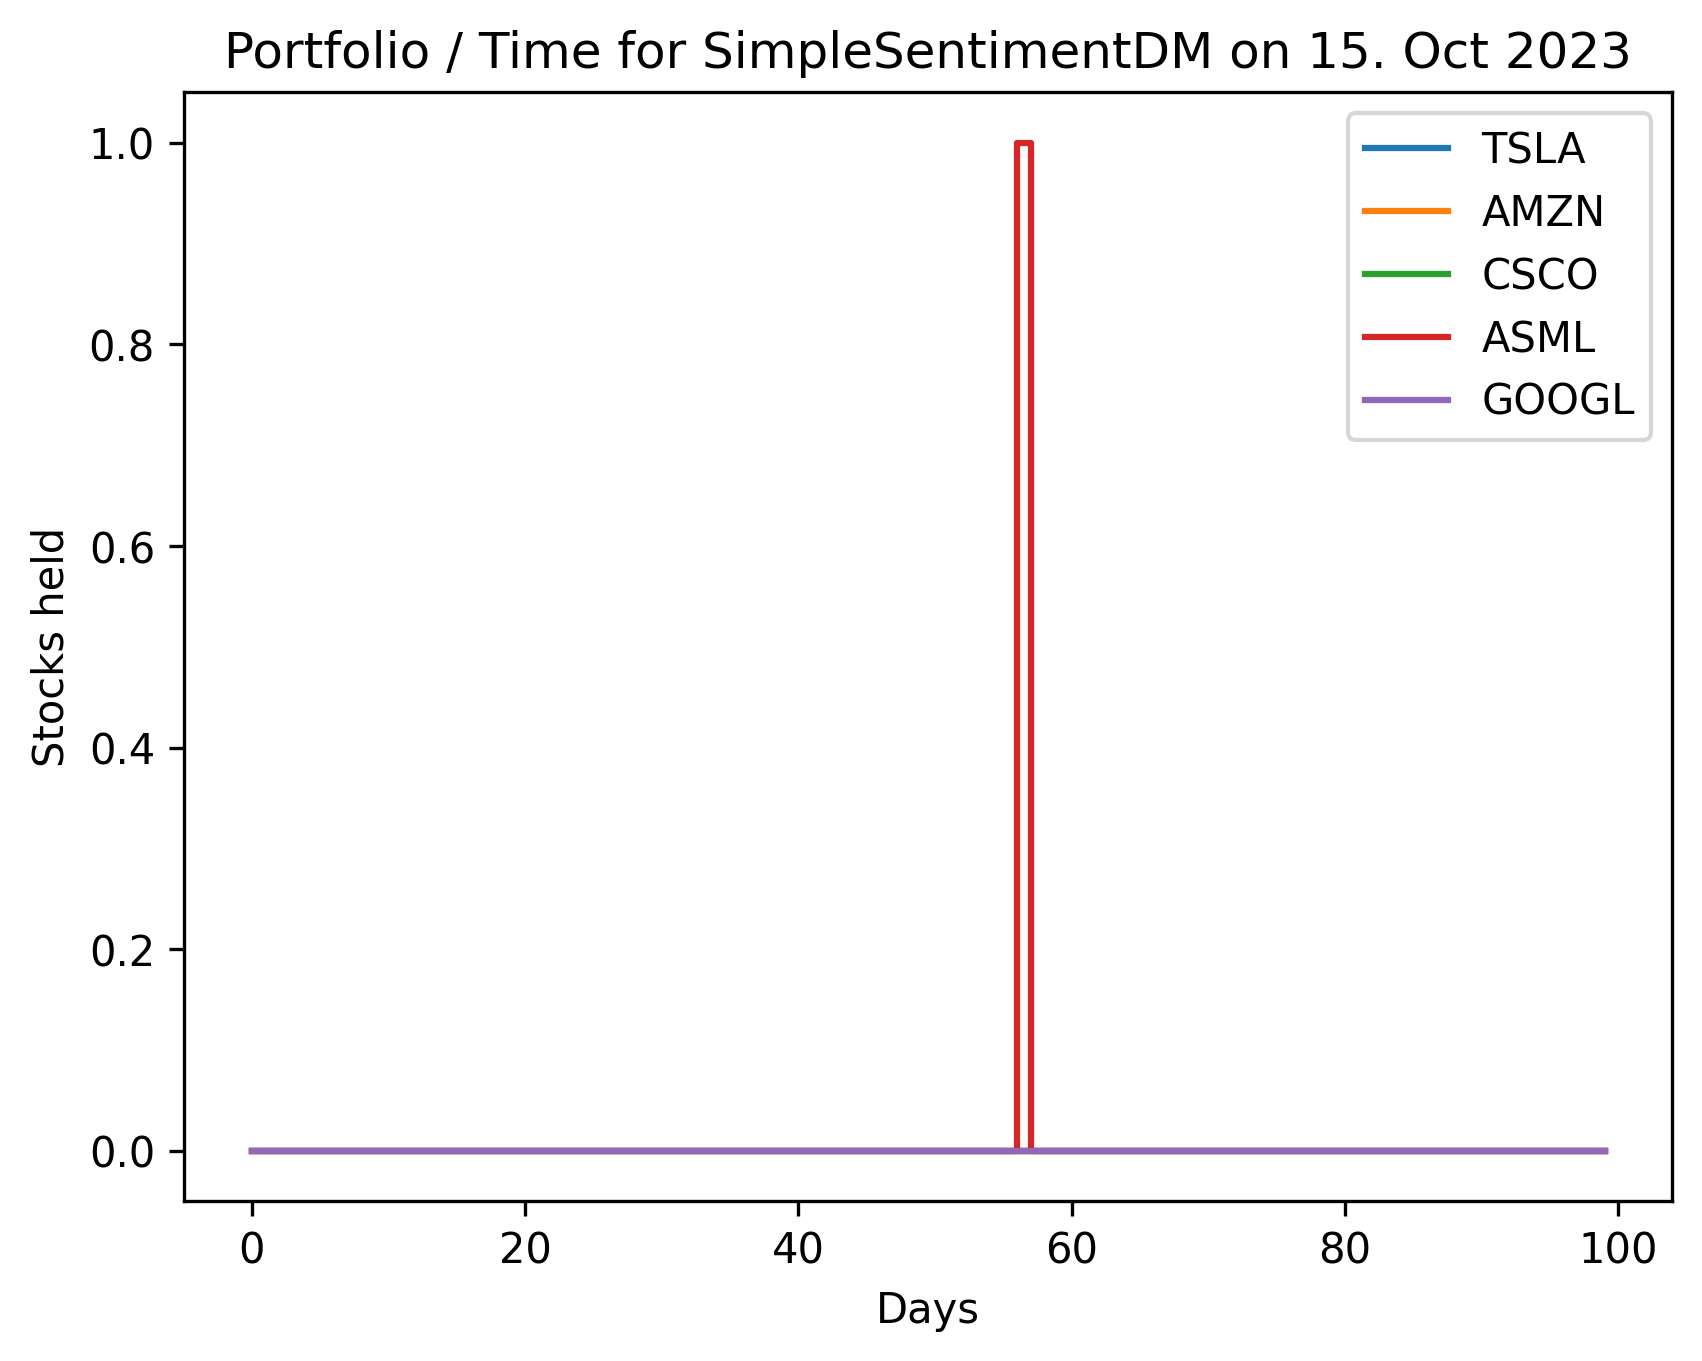 Portfolio / Time for SimpleSentimentDM on 15. Oct 2023
TSLA
AMZN
CSCO
ASML
GOOGL
Stocks held
1.0
0.8
0.6
0.4
0.2
0.0
0 20 40 60 80 100
Days